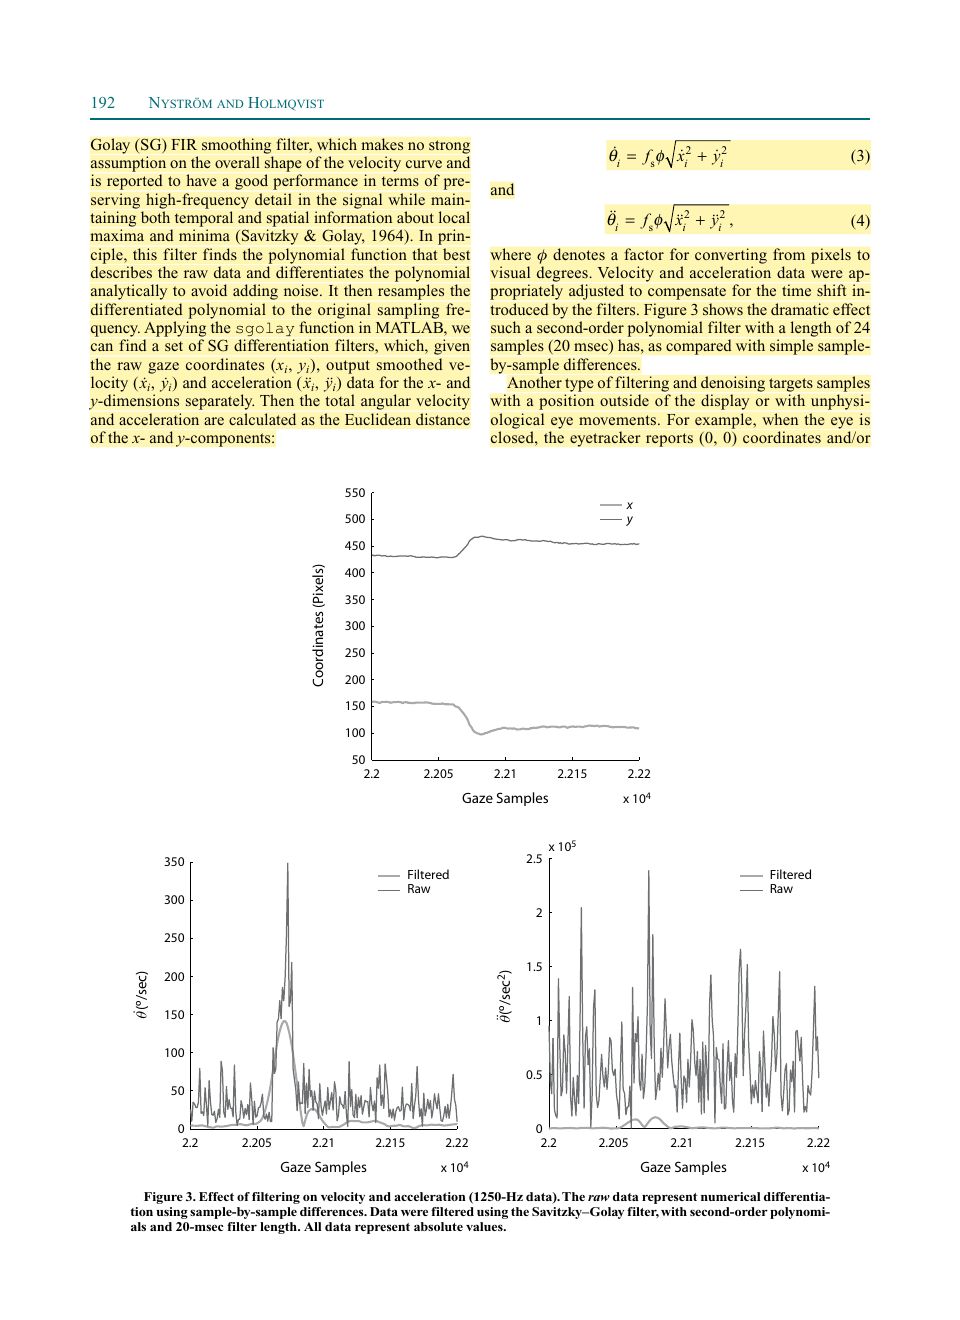 192 NYSTRÖM AND HOLMQVIST
Golay (SG) FIR smoothing filter, which makes no strong
assumption on the overall shape of the velocity curve and
is reported to have a good performance in terms of pre-
serving high-frequency detail in the signal while main-
taining both temporal and spatial information about local
maxima and minima (Savitzky & Golay, 1964). In prin-
ciple, this filter finds the polynomial function that best
describes the raw data and differentiates the polynomial
analytically to avoid adding noise. It then resamples the
differentiated polynomial to the original sampling fre-
quency. Applying the sgolay function in MATLAB, we
can find a set of SG differentiation filters, which, given
the raw gaze coordinates (xᵢ, yᵢ), output smoothed ve-
locity (ẋᵢ, ẏᵢ) and acceleration (ẍᵢ, ÿᵢ) data for the x- and
y-dimensions separately. Then the total angular velocity
and acceleration are calculated as the Euclidean distance
of the x- and y-components:
θ̇ᵢ = fₛϕ√(ẋᵢ² + ẏᵢ²) (3)
and
θ̈ᵢ = fₛϕ√(ẍᵢ² + ÿᵢ²), (4)
where ϕ denotes a factor for converting from pixels to
visual degrees. Velocity and acceleration data were ap-
propriately adjusted to compensate for the time shift in-
troduced by the filters. Figure 3 shows the dramatic effect
such a second-order polynomial filter with a length of 24
samples (20 msec) has, as compared with simple sample-
by-sample differences.
Another type of filtering and denoising targets samples
with a position outside of the display or with unphysi-
ological eye movements. For example, when the eye is
closed, the eyetracker reports (0, 0) coordinates and/or
550
500
450
400
350
300
250
200
150
100
50
Coordinates (Pixels)
x
y
2.2 2.205 2.21 2.215 2.22
Gaze Samples x 10⁴
350
300
250
200
150
100
50
0
θ̇ (º/sec)
Filtered
Raw
2.2 2.205 2.21 2.215 2.22
Gaze Samples x 10⁴
x 10⁵
2.5
2
1.5
1
0.5
0
θ̈ (º/sec²)
Filtered
Raw
2.2 2.205 2.21 2.215 2.22
Gaze Samples x 10⁴
Figure 3. Effect of filtering on velocity and acceleration (1250-Hz data). The raw data represent numerical differentia-
tion using sample-by-sample differences. Data were filtered using the Savitzky–Golay filter, with second-order polynomi-
als and 20-msec filter length. All data represent absolute values.